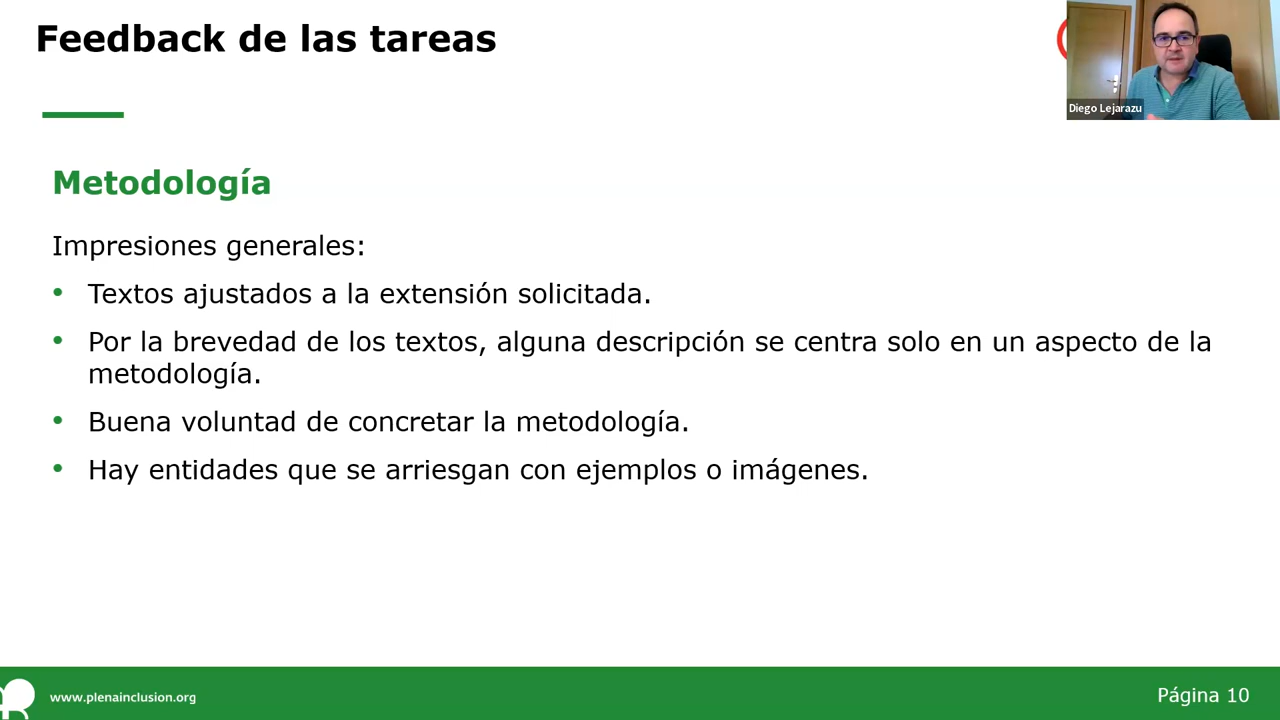 Feedback de las tareas
Diego Lejarazu
Metodología
Impresiones generales:
• Textos ajustados a la extensión solicitada.
• Por la brevedad de los textos, alguna descripción se centra solo en un aspecto de la
metodología.
• Buena voluntad de concretar la metodología.
• Hay entidades que se arriesgan con ejemplos o imágenes.
www.plenainclusion.org
Página 10